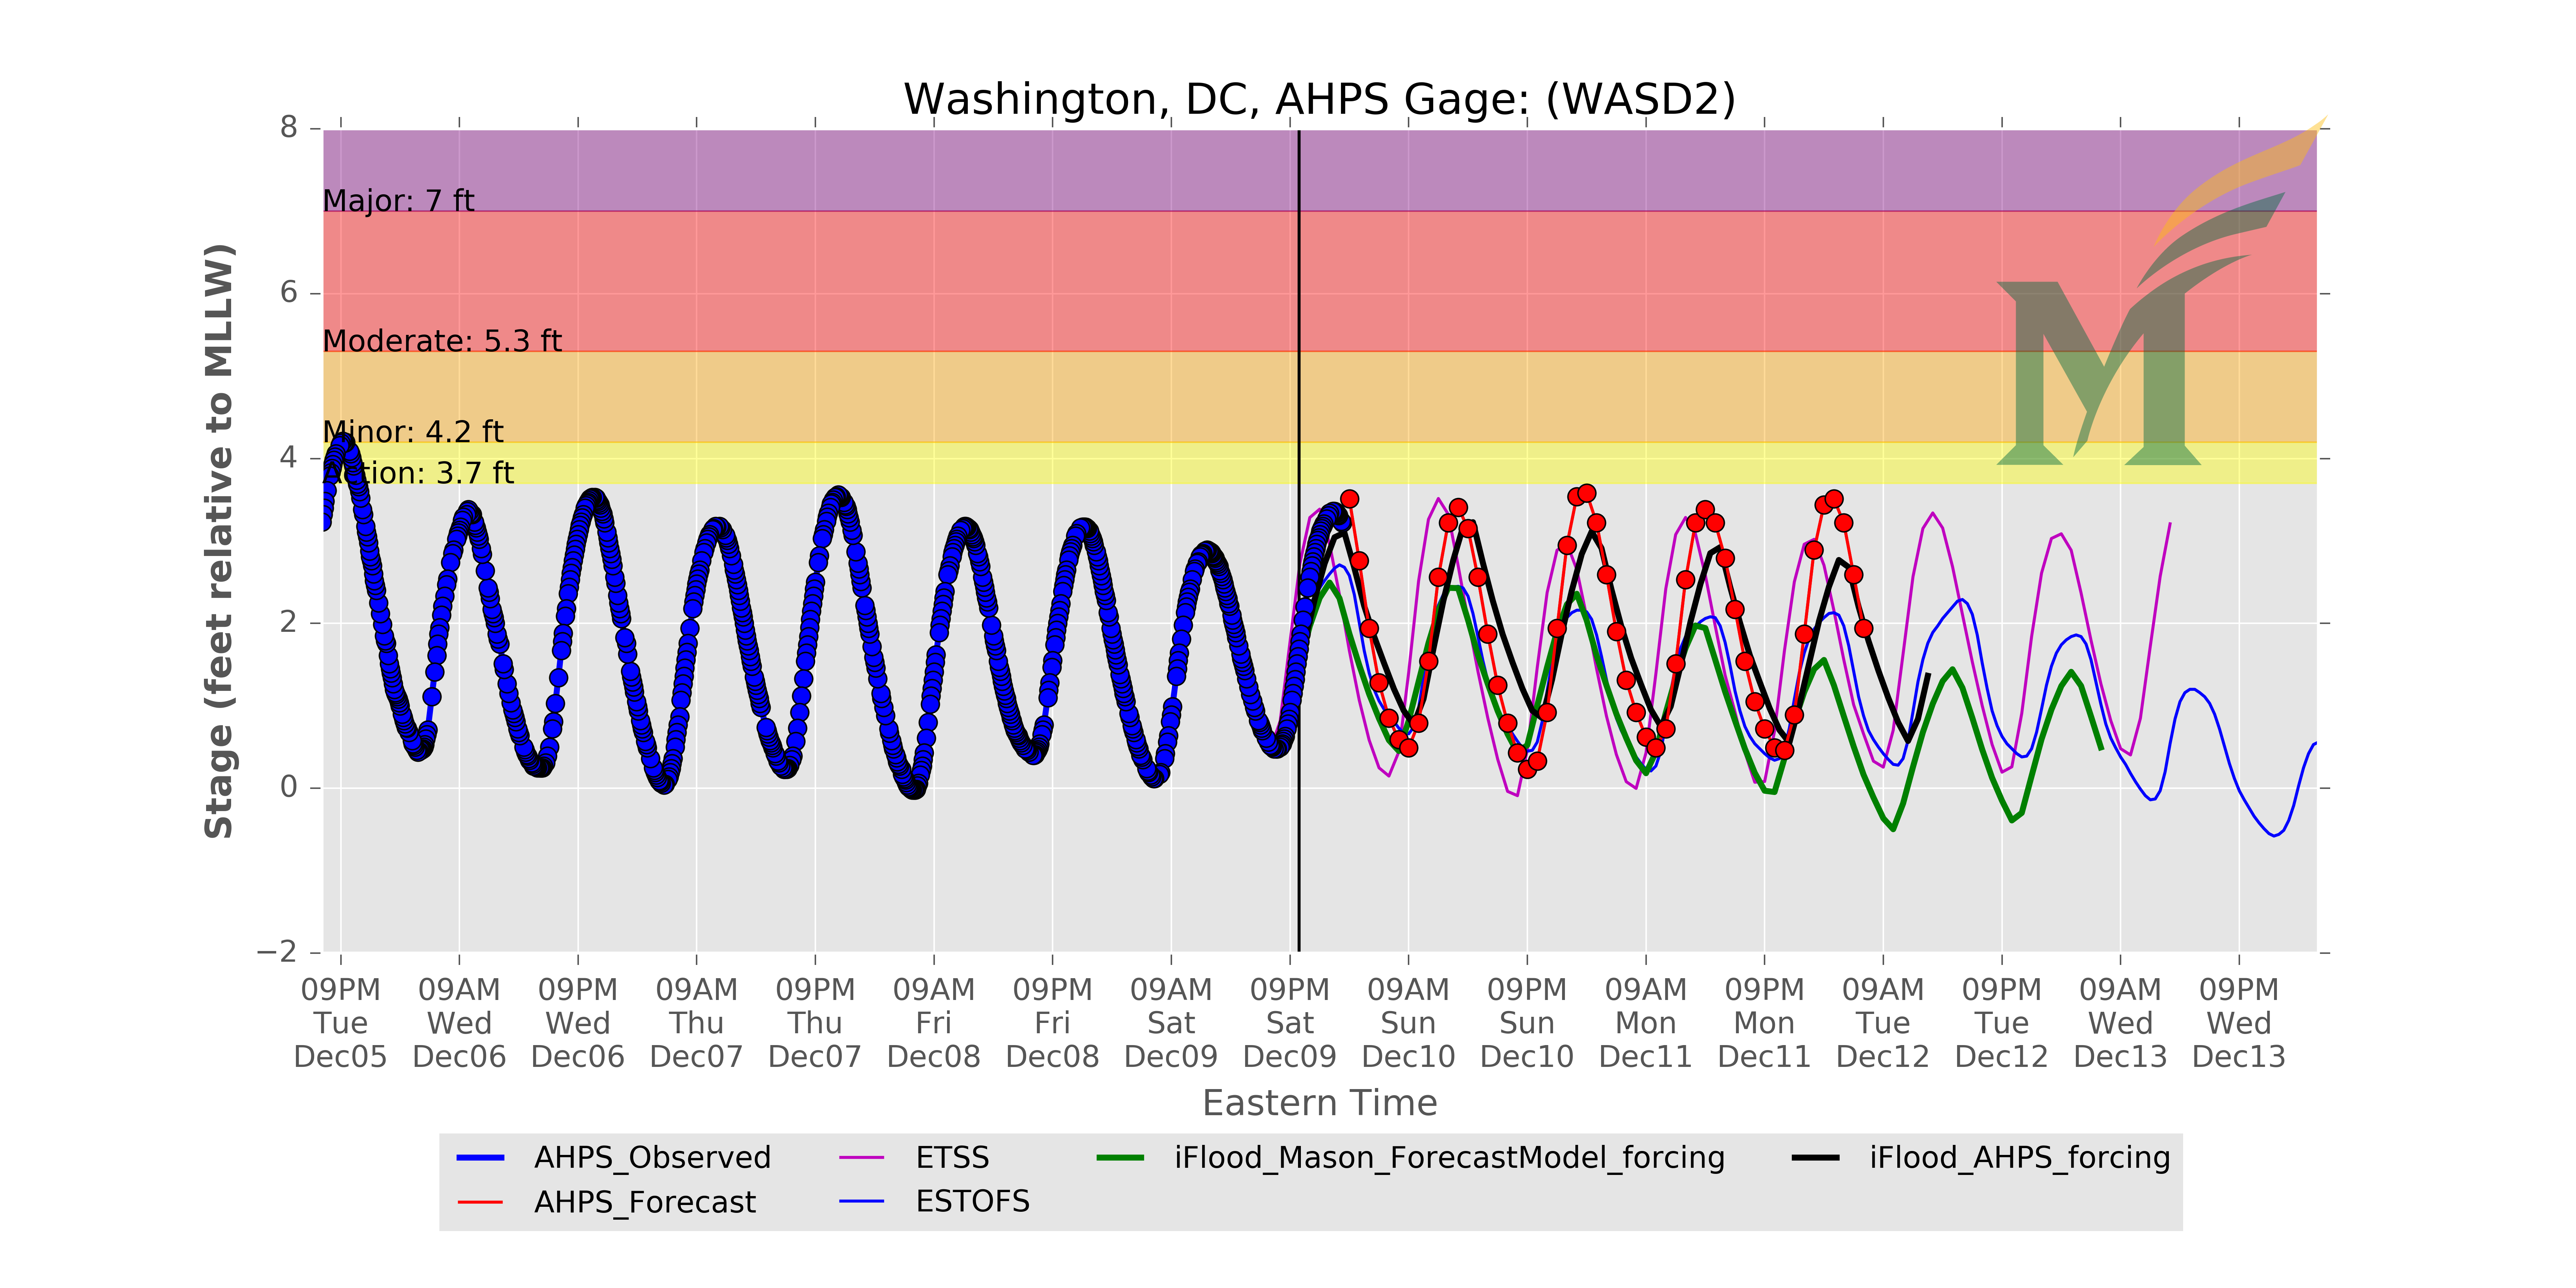 Washington, DC, AHPS Gage: (WASD2)
8
6
4
2
0
−2
Stage (feet relative to MLLW)
Major: 7 ft
Moderate: 5.3 ft
Minor: 4.2 ft
Action: 3.7 ft
09PM 09AM 09PM 09AM 09PM 09AM 09PM 09AM 09PM 09AM 09PM 09AM 09PM 09AM 09PM 09AM 09PM
Tue Wed Wed Thu Thu Fri Fri Sat Sat Sun Sun Mon Mon Tue Tue Wed Wed
Dec05 Dec06 Dec06 Dec07 Dec07 Dec08 Dec08 Dec09 Dec09 Dec10 Dec10 Dec11 Dec11 Dec12 Dec12 Dec13 Dec13
Eastern Time
AHPS_Observed ETSS iFlood_Mason_ForecastModel_forcing iFlood_AHPS_forcing
AHPS_Forecast ESTOFS